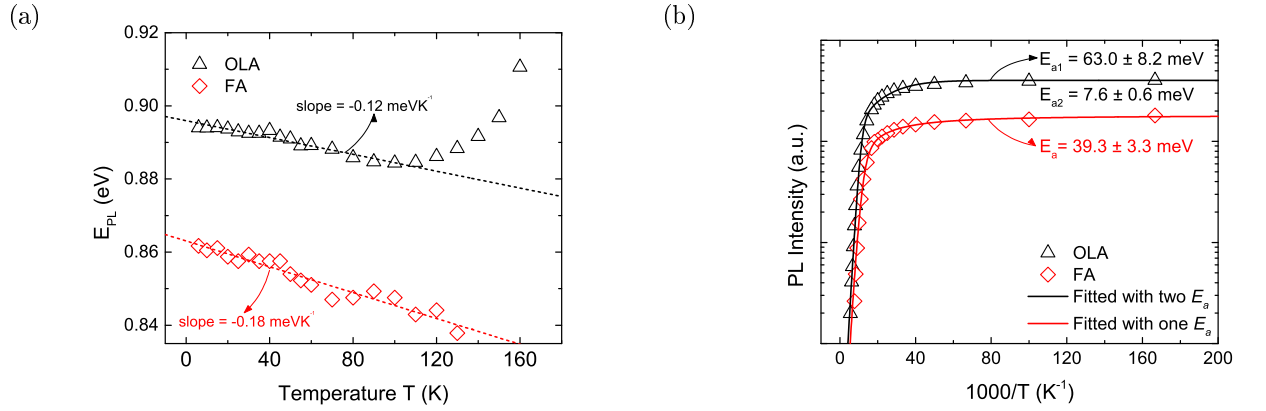 (a)
0.92
0.90
0.88
0.86
0.84
E_PL (eV)
OLA
FA
slope = -0.12 meVK⁻¹
slope = -0.18 meVK⁻¹
0 40 80 120 160
Temperature T (K)
(b)
PL Intensity (a.u.)
E_a1 = 63.0 ± 8.2 meV
E_a2 = 7.6 ± 0.6 meV
E_a = 39.3 ± 3.3 meV
OLA
FA
Fitted with two E_a
Fitted with one E_a
0 40 80 120 160 200
1000/T (K⁻¹)